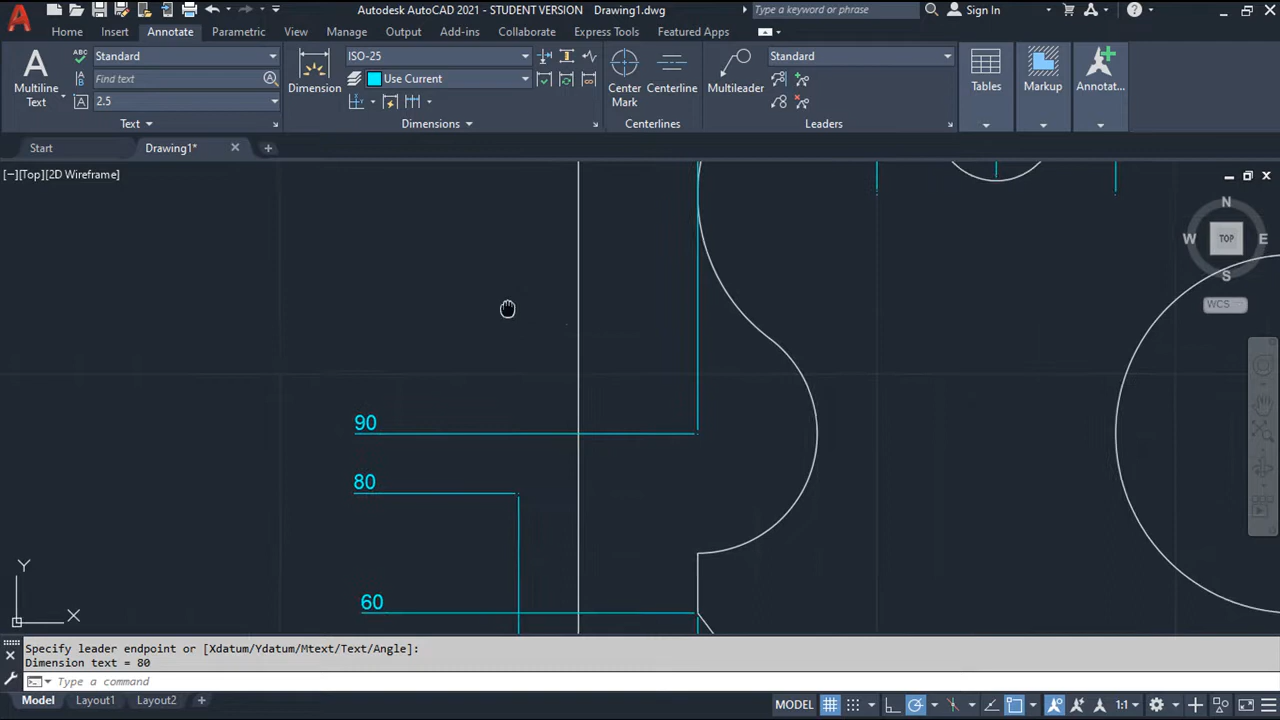 Autodesk AutoCAD 2021 - STUDENT VERSION Drawing1.dwg
Type a keyword or phrase
Sign In
Home Insert Annotate Parametric View Manage Output Add-ins Collaborate Express Tools Featured Apps
Standard
Find text
2.5
Multiline
Text
Text
Dimension
ISO-25
Use Current
Dimensions
Center
Mark
Centerline
Centerlines
Multileader
Standard
Leaders
Tables
Markup
Annotat...
Start
Drawing1*
[−][Top][2D Wireframe]
N
W
TOP
E
S
WCS
90
80
60
Y
X
Specify leader endpoint or [Xdatum/Ydatum/Mtext/Text/Angle]:
Dimension text = 80
Type a command
Model Layout1 Layout2 +
MODEL
1:1